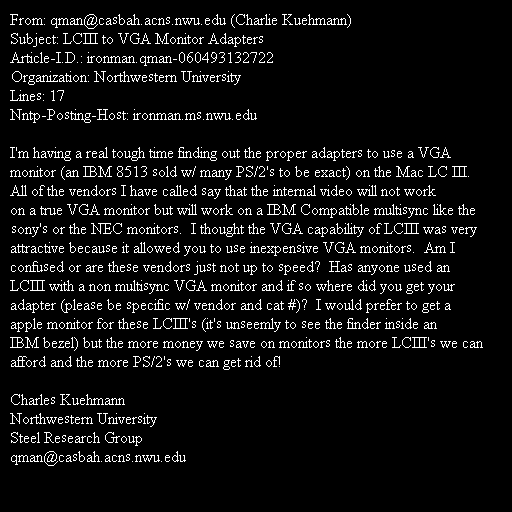 From: qman@casbah.acns.nwu.edu (Charlie Kuehmann)
Subject: LCIII to VGA Monitor Adapters
Article-I.D.: ironman.qman-060493132722
Organization: Northwestern University
Lines: 17
Nntp-Posting-Host: ironman.ms.nwu.edu

I'm having a real tough time finding out the proper adapters to use a VGA
monitor (an IBM 8513 sold w/ many PS/2's to be exact) on the Mac LC III.
All of the vendors I have called say that the internal video will not work
on a true VGA monitor but will work on a IBM Compatible multisync like the
sony's or the NEC monitors.  I thought the VGA capability of LCIII was very
attractive because it allowed you to use inexpensive VGA monitors.  Am I
confused or are these vendors just not up to speed?  Has anyone used an
LCIII with a non multisync VGA monitor and if so where did you get your
adapter (please be specific w/ vendor and cat #)?  I would prefer to get a
apple monitor for these LCIII's (it's unseemly to see the finder inside an
IBM bezel) but the more money we save on monitors the more LCIII's we can
afford and the more PS/2's we can get rid of!

Charles Kuehmann
Northwestern University
Steel Research Group
qman@casbah.acns.nwu.edu